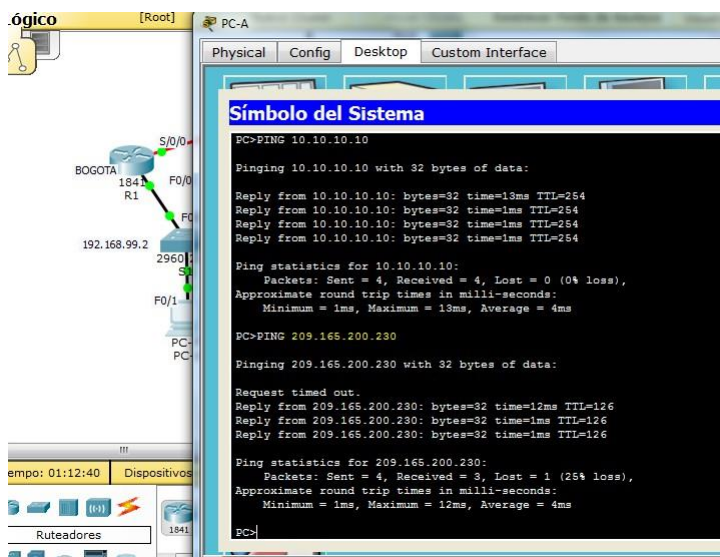 ógico
[Root]
PC-A
Physical Config Desktop Custom Interface
Símbolo del Sistema
PC>PING 10.10.10.10
Pinging 10.10.10.10 with 32 bytes of data:
Reply from 10.10.10.10: bytes=32 time=13ms TTL=254
Reply from 10.10.10.10: bytes=32 time=1ms TTL=254
Reply from 10.10.10.10: bytes=32 time=1ms TTL=254
Reply from 10.10.10.10: bytes=32 time=1ms TTL=254
Ping statistics for 10.10.10.10:
Packets: Sent = 4, Received = 4, Lost = 0 (0% loss),
Approximate round trip times in milli-seconds:
Minimum = 1ms, Maximum = 13ms, Average = 4ms
PC>PING 209.165.200.230
Pinging 209.165.200.230 with 32 bytes of data:
Request timed out.
Reply from 209.165.200.230: bytes=32 time=12ms TTL=126
Reply from 209.165.200.230: bytes=32 time=1ms TTL=126
Reply from 209.165.200.230: bytes=32 time=1ms TTL=126
Ping statistics for 209.165.200.230:
Packets: Sent = 4, Received = 3, Lost = 1 (25% loss),
Approximate round trip times in milli-seconds:
Minimum = 1ms, Maximum = 12ms, Average = 4ms
PC>
S/0/0
BOGOTA
1841
F0/0
R1
F0
192.168.99.2
2960
F0/1
PC-
PC-
empo: 01:12:40
Dispositivos
Ruteadores
1841